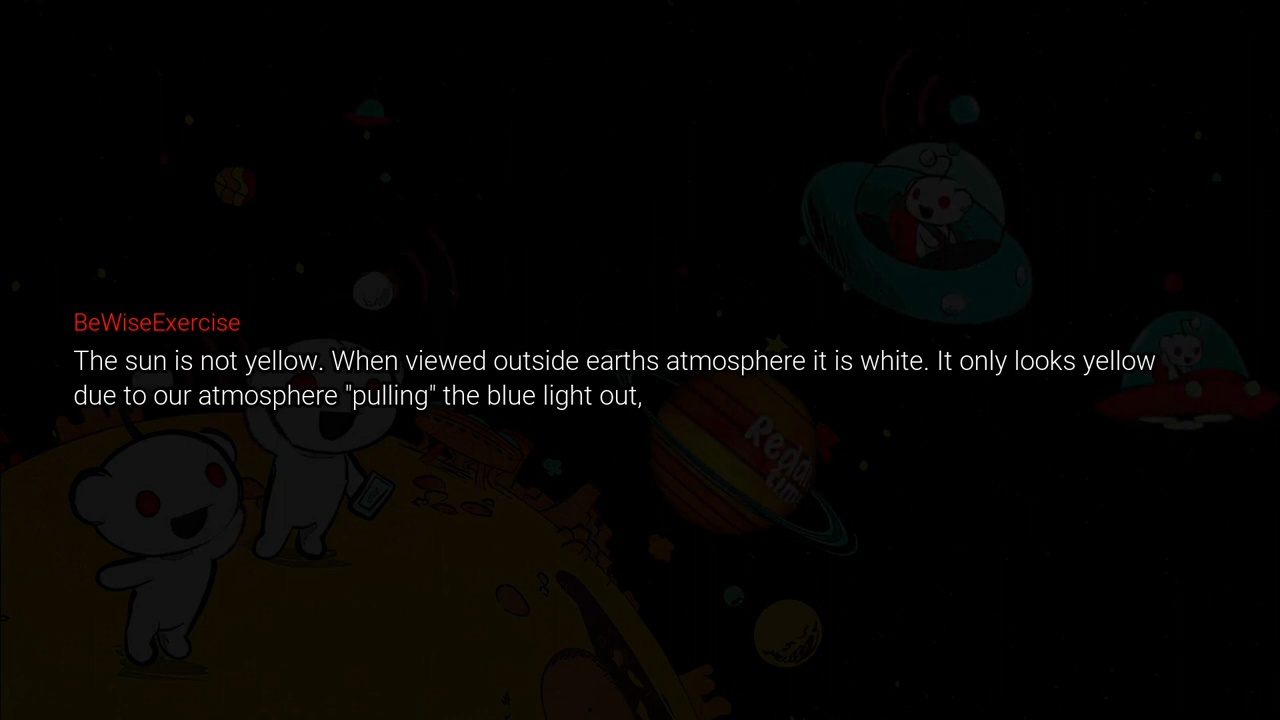 BeWiseExercise
The sun is not yellow. When viewed outside earths atmosphere it is white. It only looks yellow
due to our atmosphere "pulling" the blue light out,
Reddit